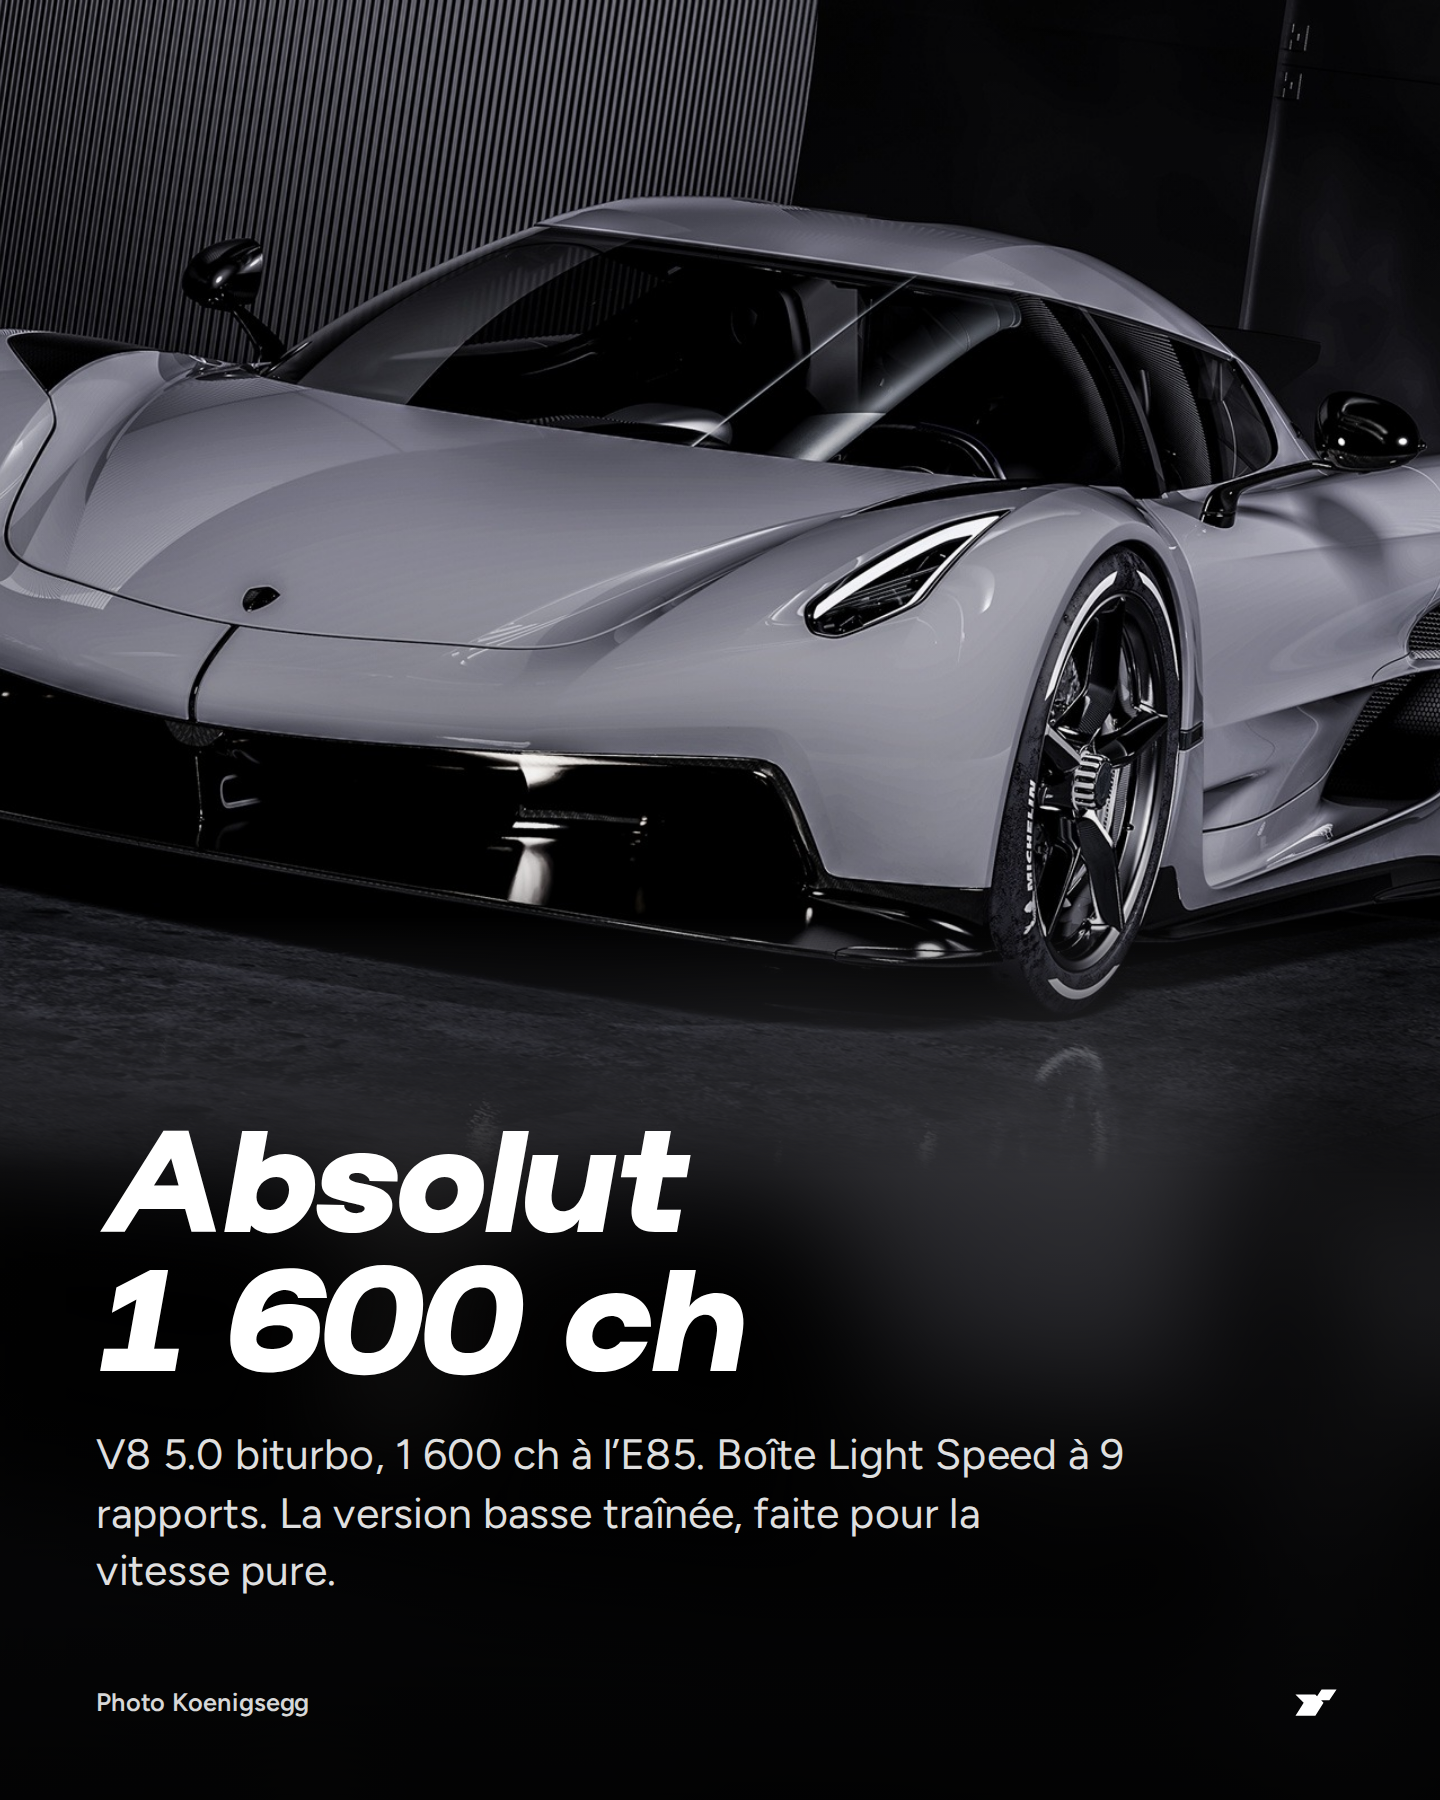 MICHELIN
Absolut
1 600 ch
V8 5.0 biturbo, 1 600 ch à l’E85. Boîte Light Speed à 9
rapports. La version basse traînée, faite pour la
vitesse pure.
Photo Koenigsegg